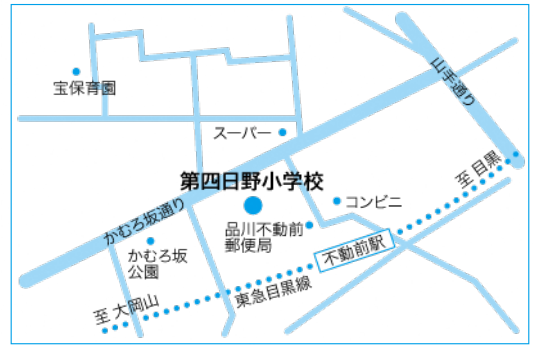 山手通り
宝保育園
スーパー
第四日野小学校
至 目黒
コンビニ
かむろ坂通り
品川不動前
郵便局
かむろ坂
公園
不動前駅
東急目黒線
至 大岡山